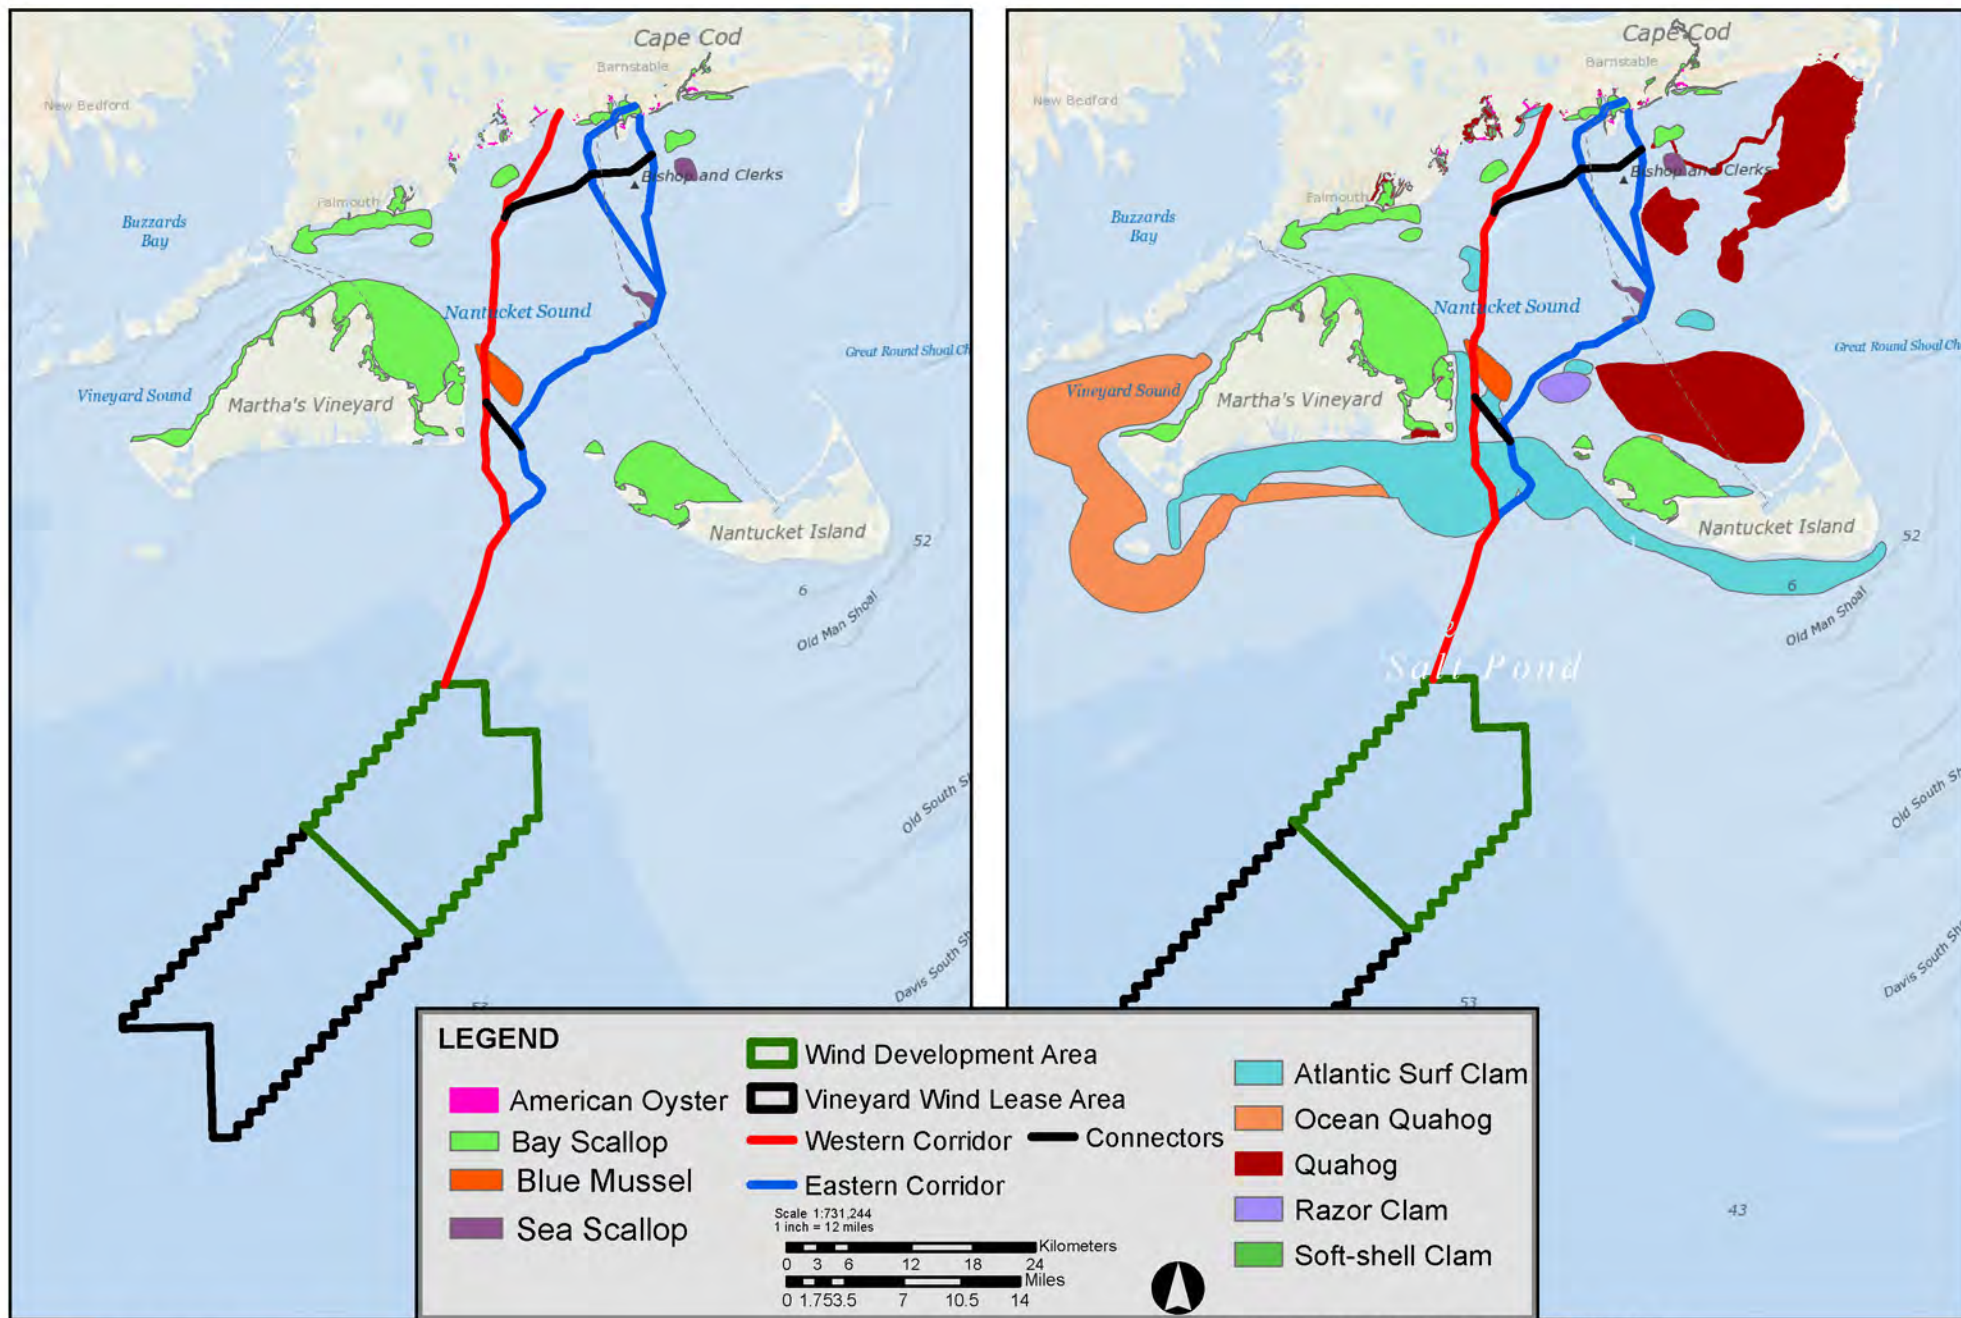 Cape Cod
Barnstable
New Bedford
Bishop and Clerks
Falmouth
Buzzards
Bay
Nantucket Sound
Great Round Shoal Ch
Vineyard Sound
Martha's Vineyard
Nantucket Island
52
6
Old Man Shoal
Old South Sh
Davis South Sh
53
Cape Cod
Barnstable
New Bedford
Bishop and Clerks
Falmouth
Buzzards
Bay
Nantucket Sound
Great Round Shoal Ch
Vineyard Sound
Martha's Vineyard
Nantucket Island
52
6
Old Man Shoal
e
Salt Pond
Old South Sh
Davis South Sh
53
43
LEGEND
American Oyster
Bay Scallop
Blue Mussel
Sea Scallop
Wind Development Area
Vineyard Wind Lease Area
Western Corridor
Connectors
Eastern Corridor
Scale 1:731,244
1 inch = 12 miles
Kilometers
0 3 6 12 18 24
Miles
0 1.753.5 7 10.5 14
Atlantic Surf Clam
Ocean Quahog
Quahog
Razor Clam
Soft-shell Clam